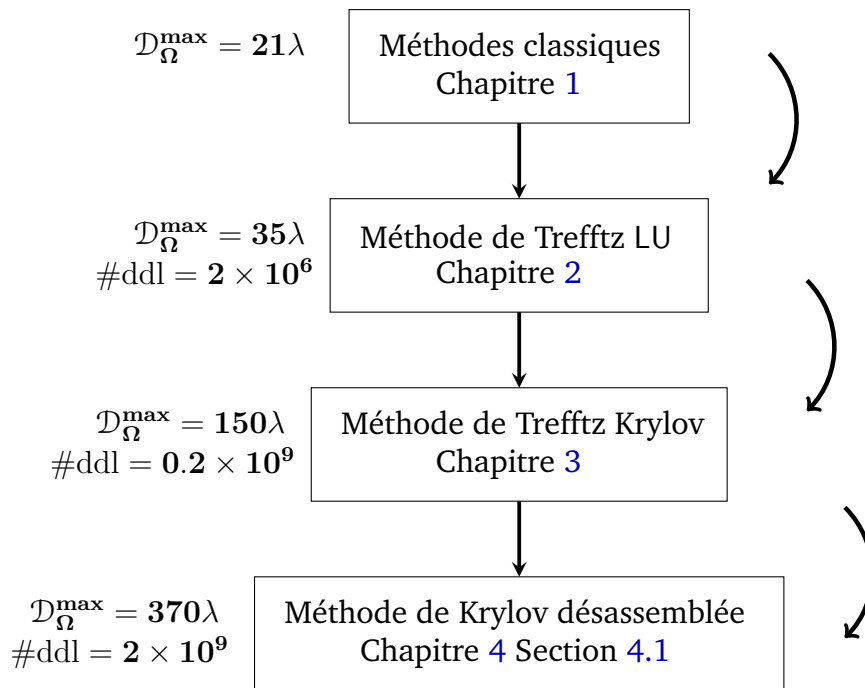 𝒟_Ω^max = 21λ
Méthodes classiques
Chapitre 1
𝒟_Ω^max = 35λ
#ddl = 2 × 10^6
Méthode de Trefftz LU
Chapitre 2
𝒟_Ω^max = 150λ
#ddl = 0.2 × 10^9
Méthode de Trefftz Krylov
Chapitre 3
𝒟_Ω^max = 370λ
#ddl = 2 × 10^9
Méthode de Krylov désassemblée
Chapitre 4 Section 4.1